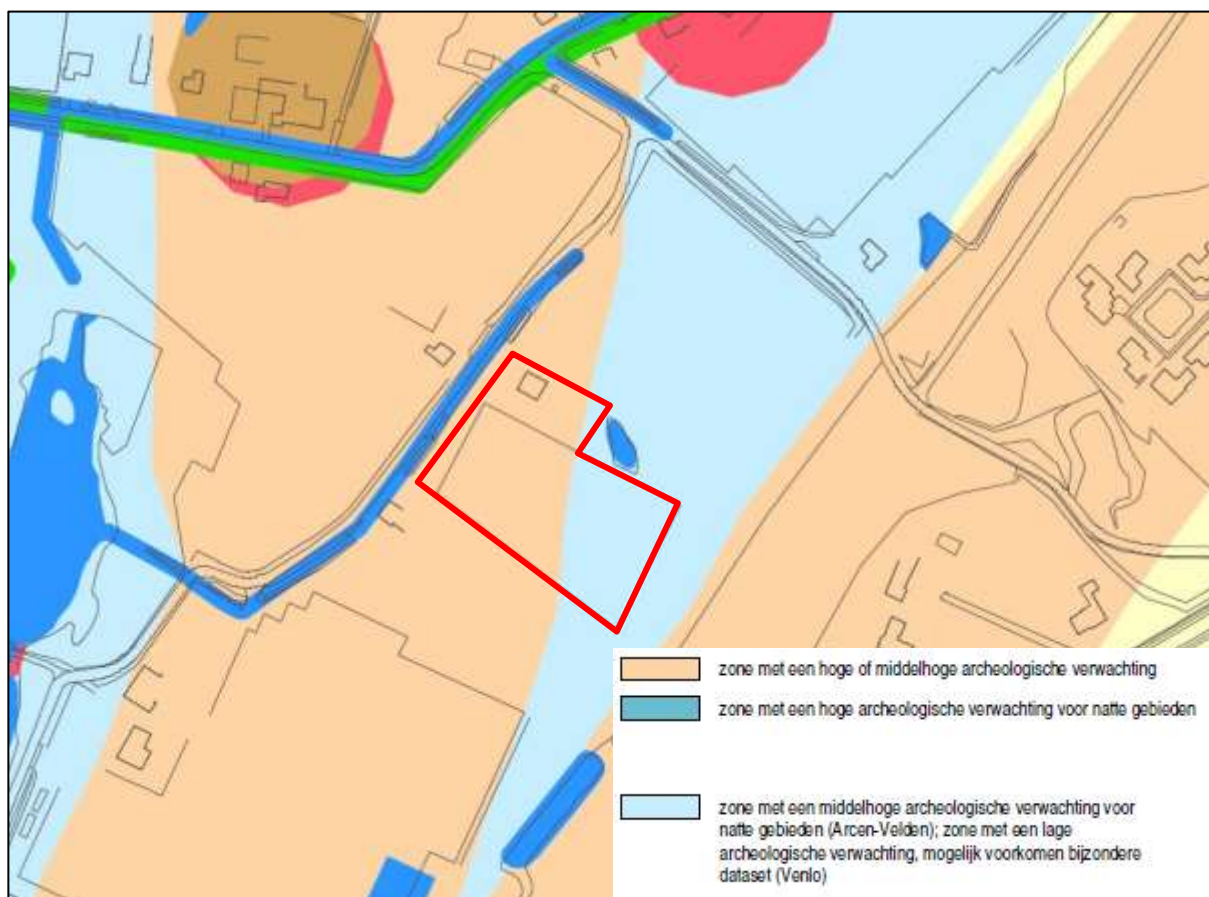 zone met een hoge of middelhoge archeologische verwachting
zone met een hoge archeologische verwachting voor natte gebieden
zone met een middelhoge archeologische verwachting voor
natte gebieden (Arcen-Velden); zone met een lage
archeologische verwachting, mogelijk voorkomen bijzondere
dataset (Venlo)